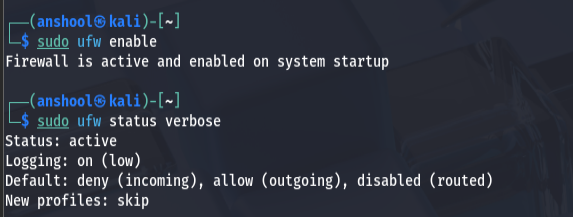 ┌──(anshool㉿kali)-[~]
└─$ sudo ufw enable
Firewall is active and enabled on system startup
┌──(anshool㉿kali)-[~]
└─$ sudo ufw status verbose
Status: active
Logging: on (low)
Default: deny (incoming), allow (outgoing), disabled (routed)
New profiles: skip